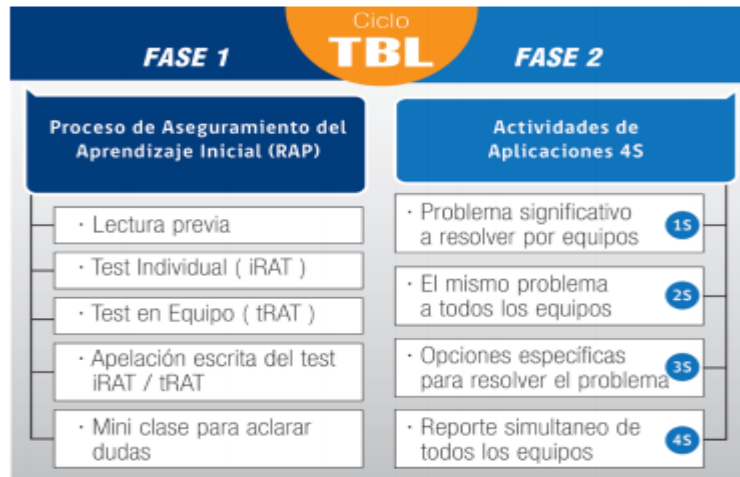 Ciclo
TBL
FASE 1
FASE 2
Proceso de Aseguramiento del
Aprendizaje Inicial (RAP)
· Lectura previa
· Test Individual ( iRAT )
· Test en Equipo ( tRAT )
· Apelación escrita del test
iRAT / tRAT
· Mini clase para aclarar
dudas
Actividades de
Aplicaciones 4S
· Problema significativo
a resolver por equipos
1S
· El mismo problema
a todos los equipos
2S
· Opciones específicas
para resolver el problema
3S
· Reporte simultaneo de
todos los equipos
4S